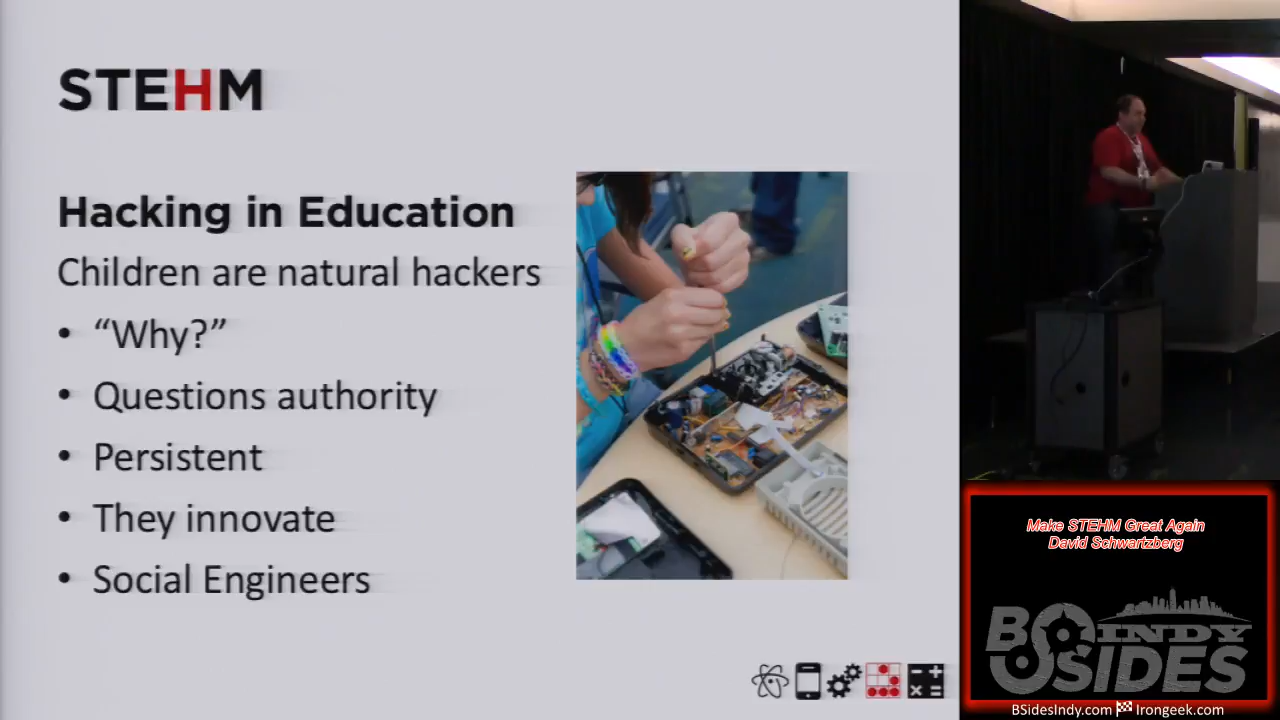 STEHM
Hacking in Education
Children are natural hackers
• “Why?”
• Questions authority
• Persistent
• They innovate
• Social Engineers
Make STEHM Great Again
David Schwartzberg
BSIDES INDY
BSidesIndy.com Irongeek.com